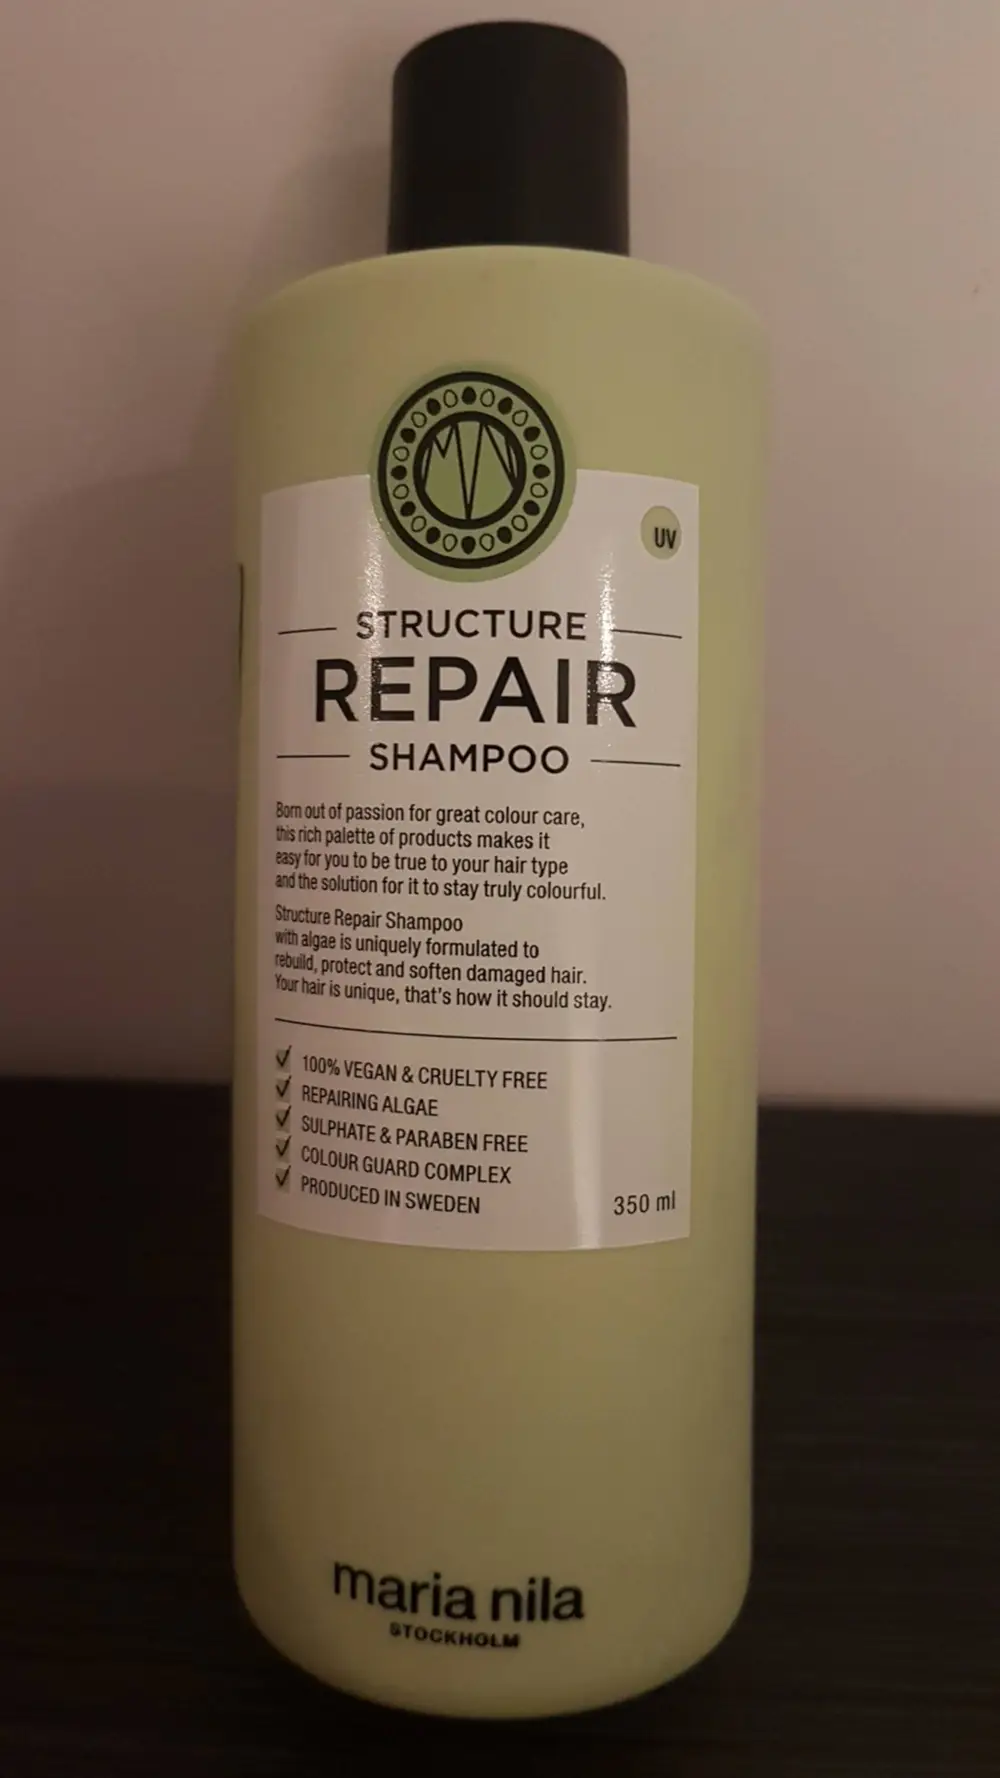 UV
STRUCTURE
REPAIR
SHAMPOO
Born out of passion for great colour care,
this rich palette of products makes it
easy for you to be true to your hair type
and the solution for it to stay truly colourful.
Structure Repair Shampoo
with algae is uniquely formulated to
rebuild, protect and soften damaged hair.
Your hair is unique, that's how it should stay.
100% VEGAN & CRUELTY FREE
REPAIRING ALGAE
SULPHATE & PARABEN FREE
COLOUR GUARD COMPLEX
PRODUCED IN SWEDEN
350 ml
maria nila
STOCKHOLM